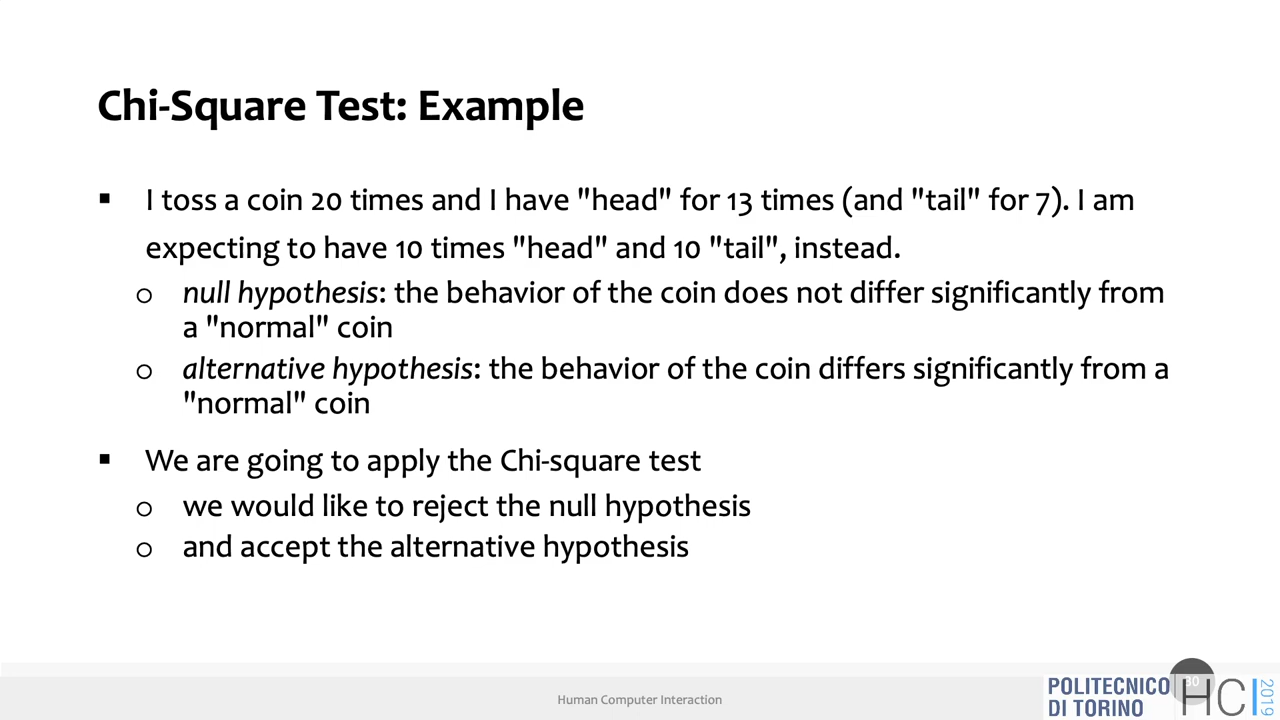 Chi-Square Test: Example
▪ I toss a coin 20 times and I have "head" for 13 times (and "tail" for 7). I am
expecting to have 10 times "head" and 10 "tail", instead.
o null hypothesis: the behavior of the coin does not differ significantly from
a "normal" coin
o alternative hypothesis: the behavior of the coin differs significantly from a
"normal" coin
▪ We are going to apply the Chi-square test
o we would like to reject the null hypothesis
o and accept the alternative hypothesis
Human Computer Interaction
POLITECNICO
DI TORINO
30
HCI
2019